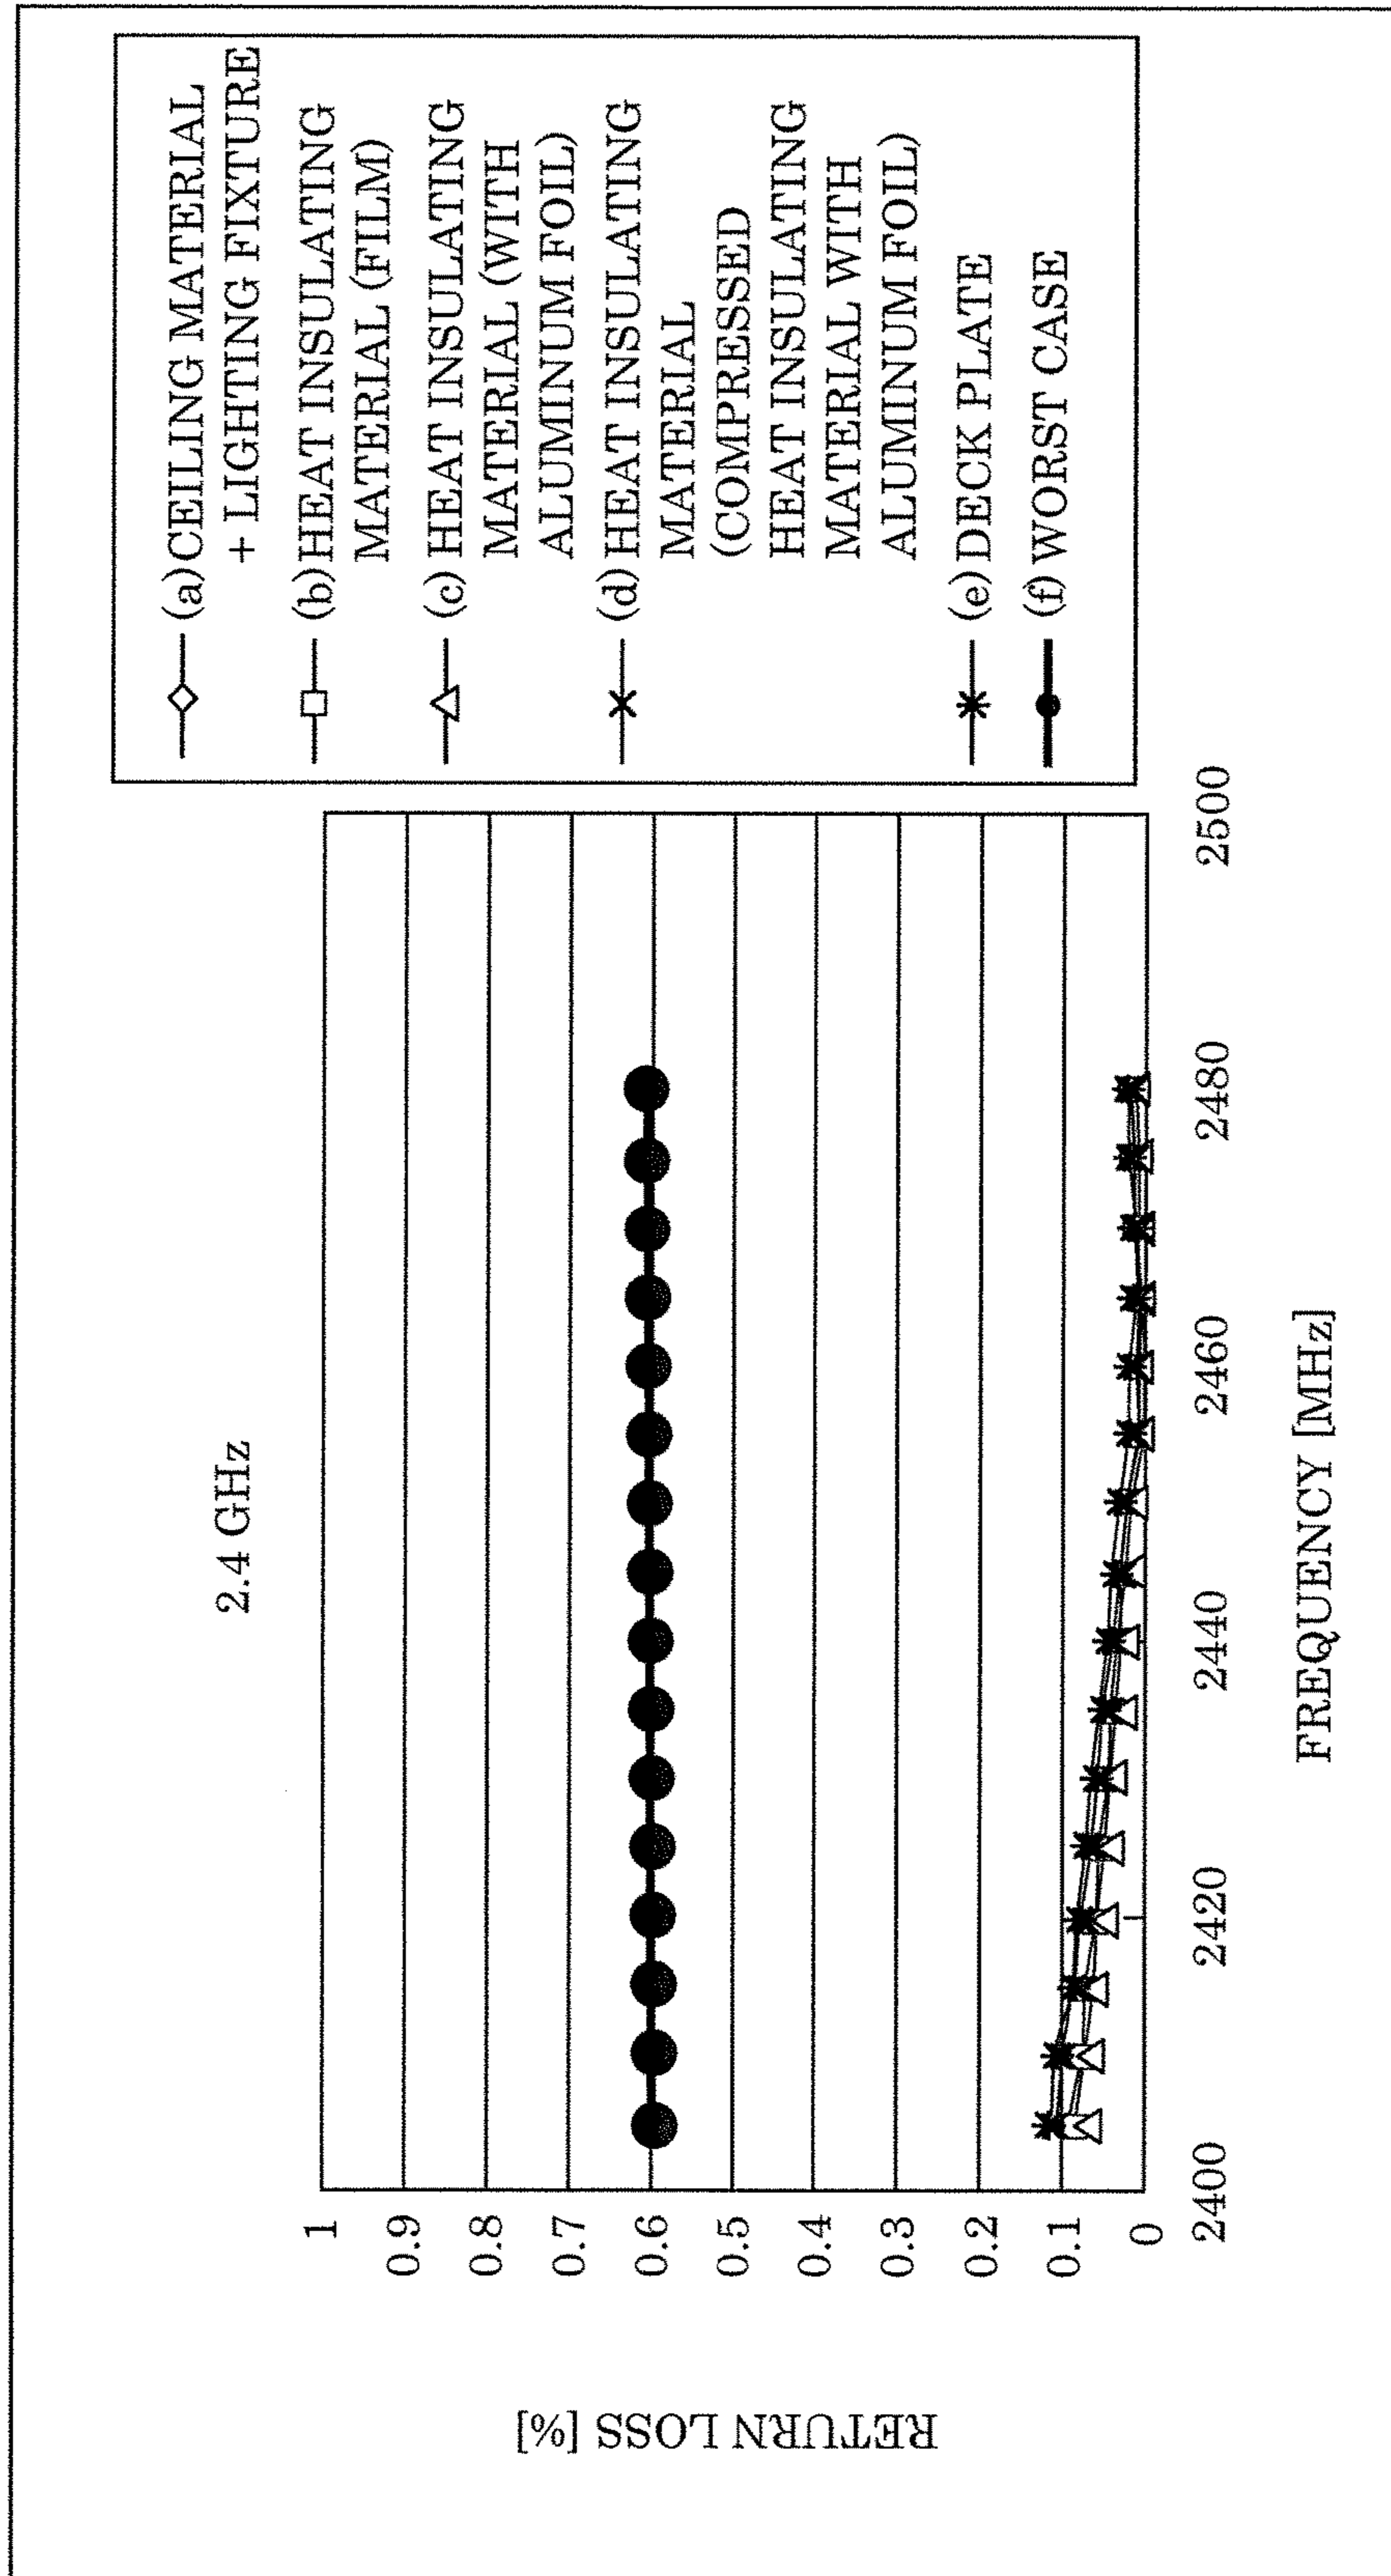 2.4 GHz
RETURN LOSS [%]
1
0.9
0.8
0.7
0.6
0.5
0.4
0.3
0.2
0.1
0
2400
2420
2440
2460
2480
2500
FREQUENCY [MHz]
(a) CEILING MATERIAL
+ LIGHTING FIXTURE
(b) HEAT INSULATING
MATERIAL (FILM)
(c) HEAT INSULATING
MATERIAL (WITH
ALUMINUM FOIL)
(d) HEAT INSULATING
MATERIAL
(COMPRESSED
HEAT INSULATING
MATERIAL WITH
ALUMINUM FOIL)
(e) DECK PLATE
(f) WORST CASE